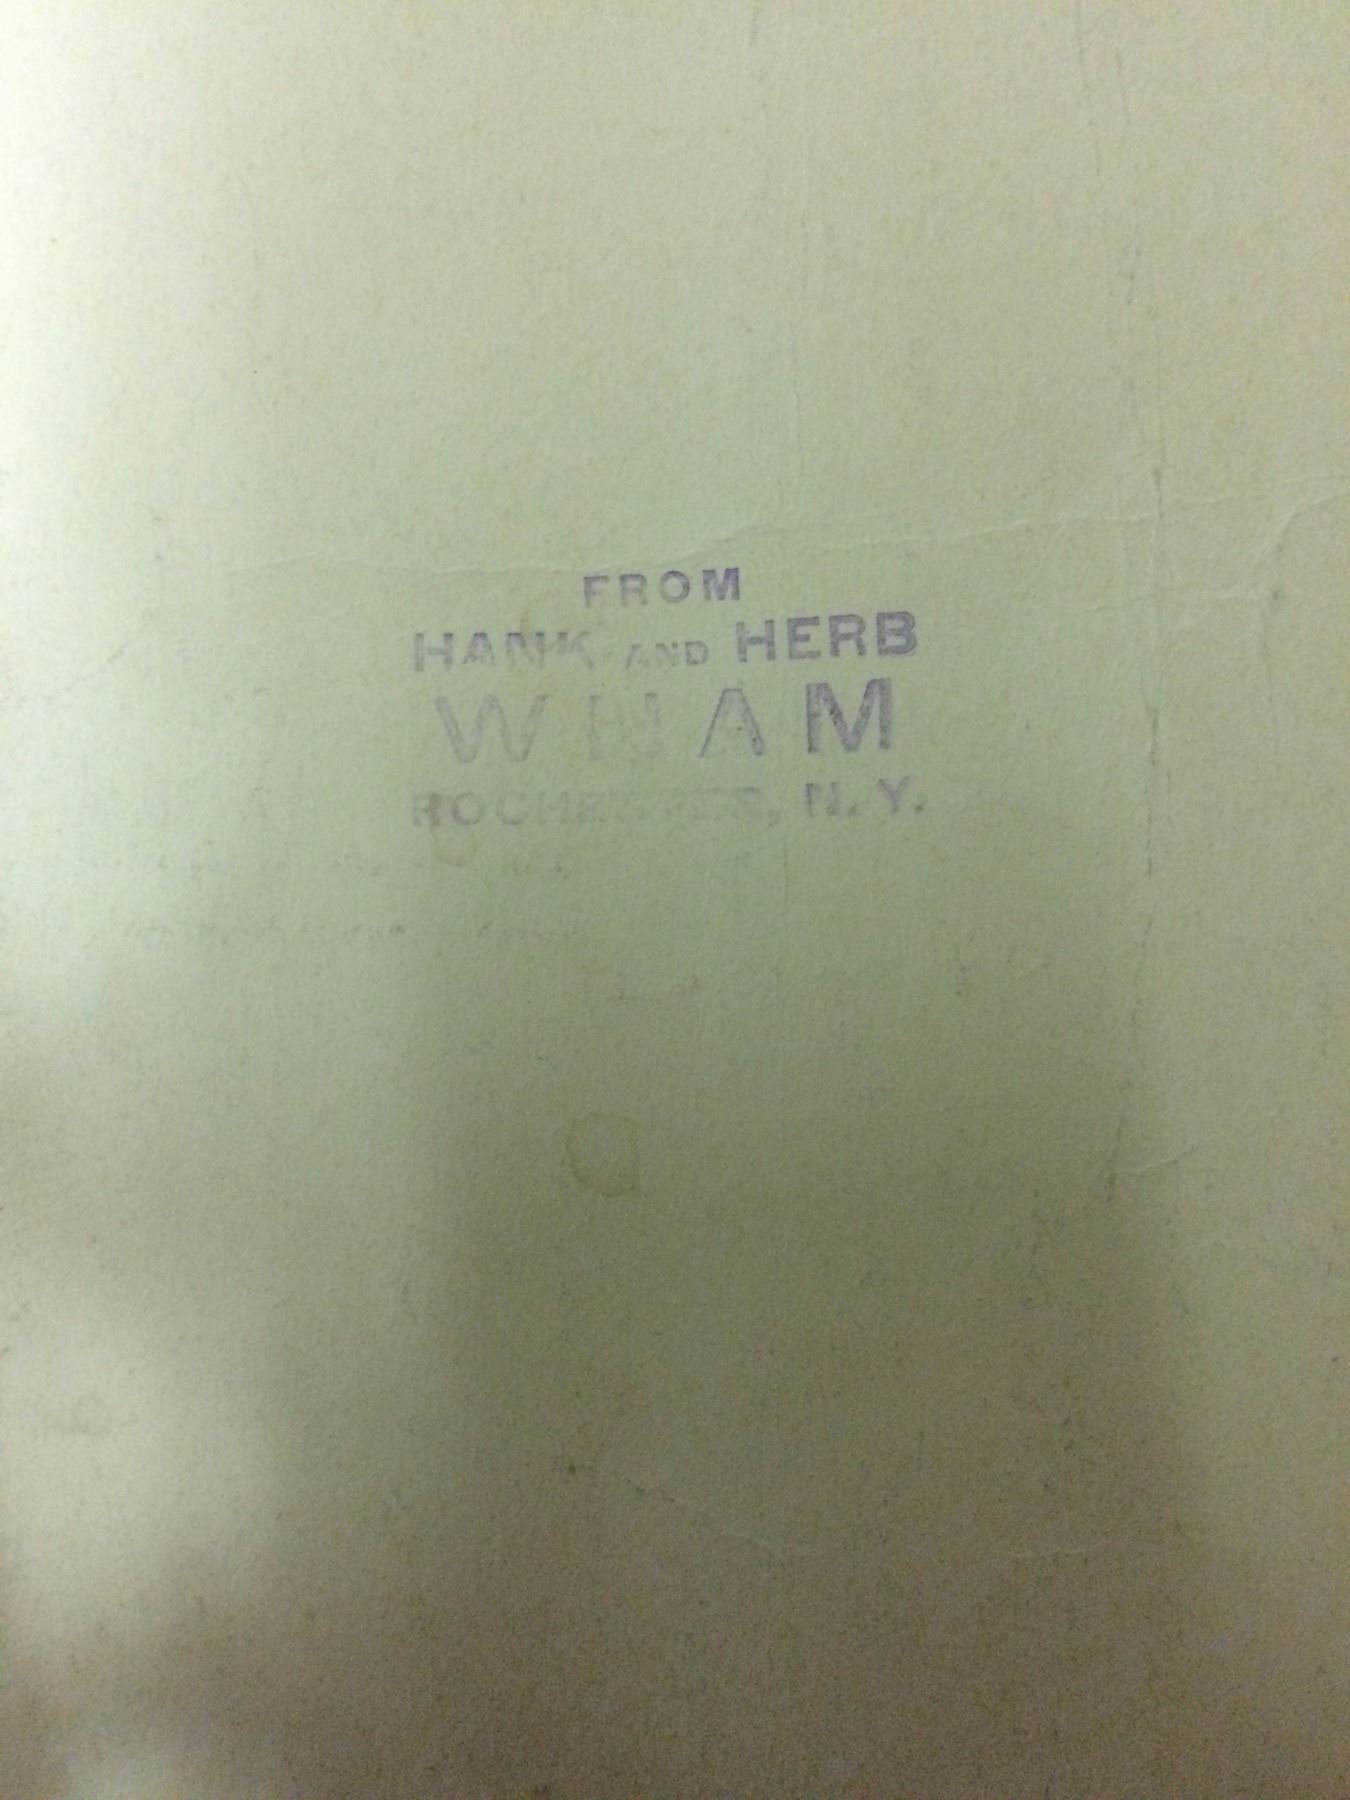 FROM
HANK AND HERB
WHAM
ROCHESTER, N. Y.